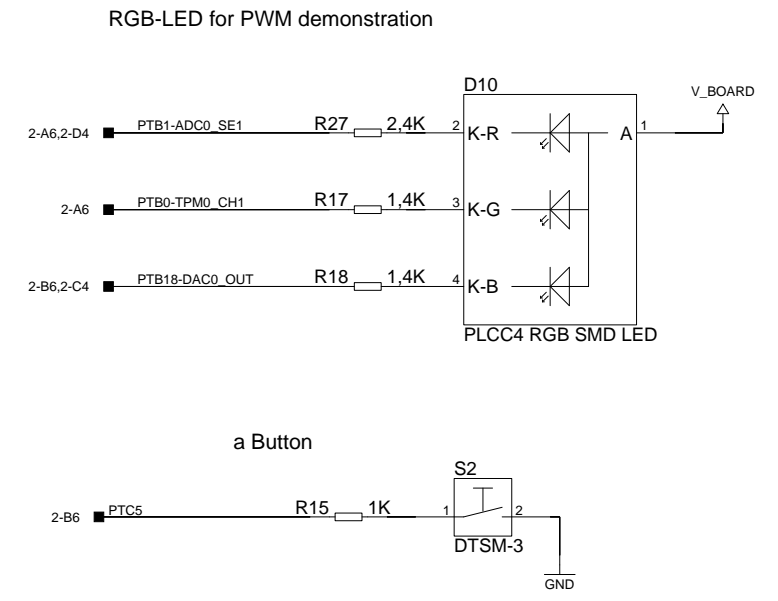 RGB-LED for PWM demonstration
D10
V_BOARD
2-A6,2-D4 PTB1-ADC0_SE1 R27 2,4K 2 K-R A 1
2-A6 PTB0-TPM0_CH1 R17 1,4K 3 K-G
2-B6,2-C4 PTB18-DAC0_OUT R18 1,4K 4 K-B
PLCC4 RGB SMD LED
a Button
S2
2-B6 PTC5 R15 1K 1 2
DTSM-3
GND